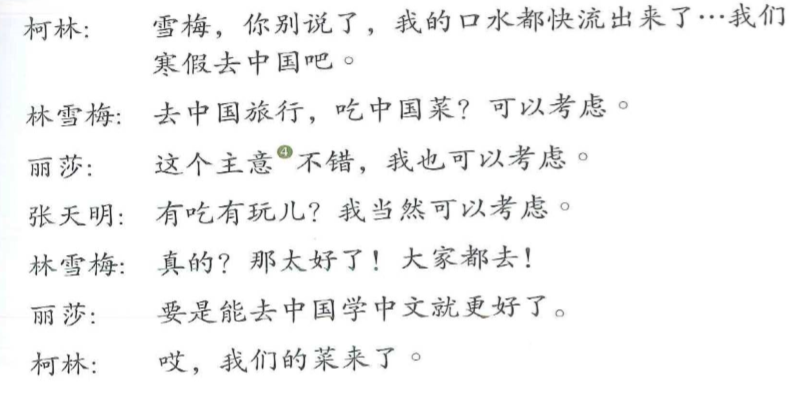 柯林: 雪梅，你别说了，我的口水都快流出来了…我们
寒假去中国吧。
林雪梅: 去中国旅行，吃中国菜？可以考虑。
丽莎: 这个主意④不错，我也可以考虑。
张天明: 有吃有玩儿？我当然可以考虑。
林雪梅: 真的？那太好了！大家都去！
丽莎: 要是能去中国学中文就更好了。
柯林: 哎，我们的菜来了。